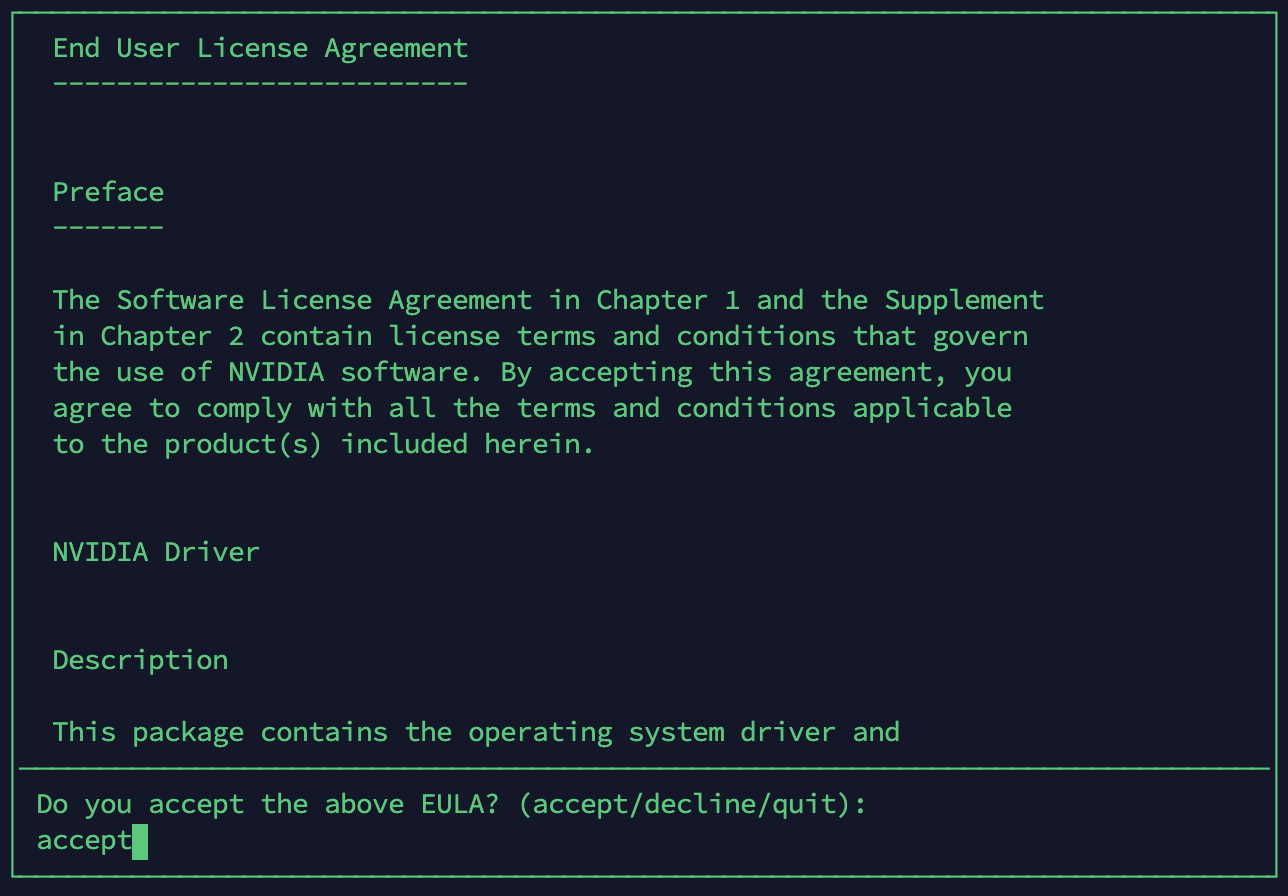 End User License Agreement
--------------------------
Preface
-------
The Software License Agreement in Chapter 1 and the Supplement
in Chapter 2 contain license terms and conditions that govern
the use of NVIDIA software. By accepting this agreement, you
agree to comply with all the terms and conditions applicable
to the product(s) included herein.
NVIDIA Driver
Description
This package contains the operating system driver and
Do you accept the above EULA? (accept/decline/quit):
accept